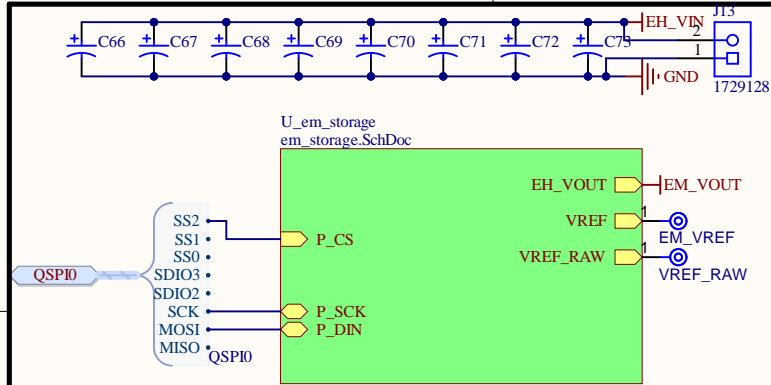 J13
EH_VIN
2
C66 C67 C68 C69 C70 C71 C72 C73
1
GND
1729128
U_em_storage
em_storage.SchDoc
EH_VOUT
EM_VOUT
VREF
1
EM_VREF
VREF_RAW
1
VREF_RAW
SS2
P_CS
SS1
SS0
QSPI0
SDIO3
SDIO2
SCK
P_SCK
MOSI
P_DIN
MISO
QSPI0